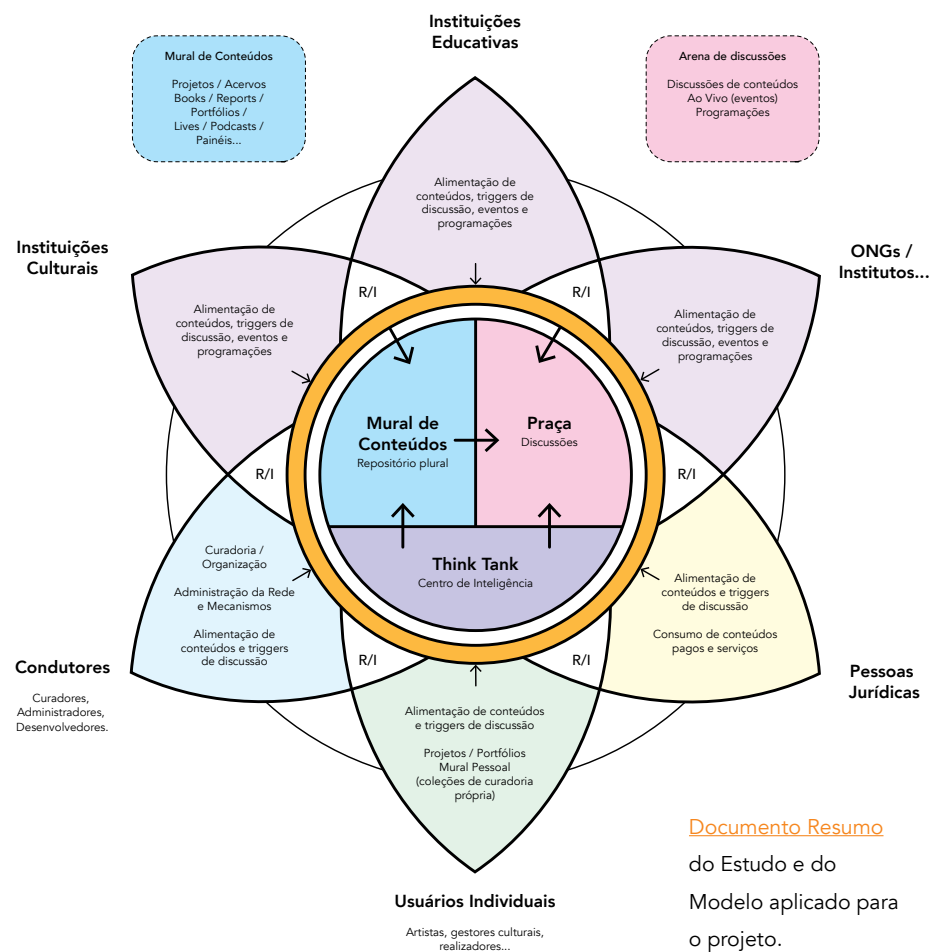 Instituições
Educativas
Mural de Conteúdos
Projetos / Acervos
Books / Reports /
Portfólios /
Lives / Podcasts /
Painéis...
Arena de discussões
Discussões de conteúdos
Ao Vivo (eventos)
Programações
Alimentação de
conteúdos, triggers de
discussão, eventos e
programações
Instituições
Culturais
ONGs /
Institutos...
R/I
R/I
Alimentação de
conteúdos, triggers de
discussão, eventos e
programações
Alimentação de
conteúdos, triggers de
discussão, eventos e
programações
Mural de
Conteúdos
Repositório plural
Praça
Discussões
R/I
R/I
Think Tank
Centro de Inteligência
Curadoria /
Organização
Administração da Rede
e Mecanismos
Alimentação de
conteúdos e triggers
de discussão
Alimentação de
conteúdos e triggers
de discussão
Consumo de conteúdos
pagos e serviços
R/I
R/I
Condutores
Curadores,
Administradores,
Desenvolvedores.
Pessoas
Jurídicas
Alimentação de conteúdos
e triggers de discussão
Projetos / Portfólios
Mural Pessoal
(coleções de curadoria
própria)
Usuários Individuais
Artistas, gestores culturais,
realizadores...
Documento Resumo
do Estudo e do
Modelo aplicado para
o projeto.